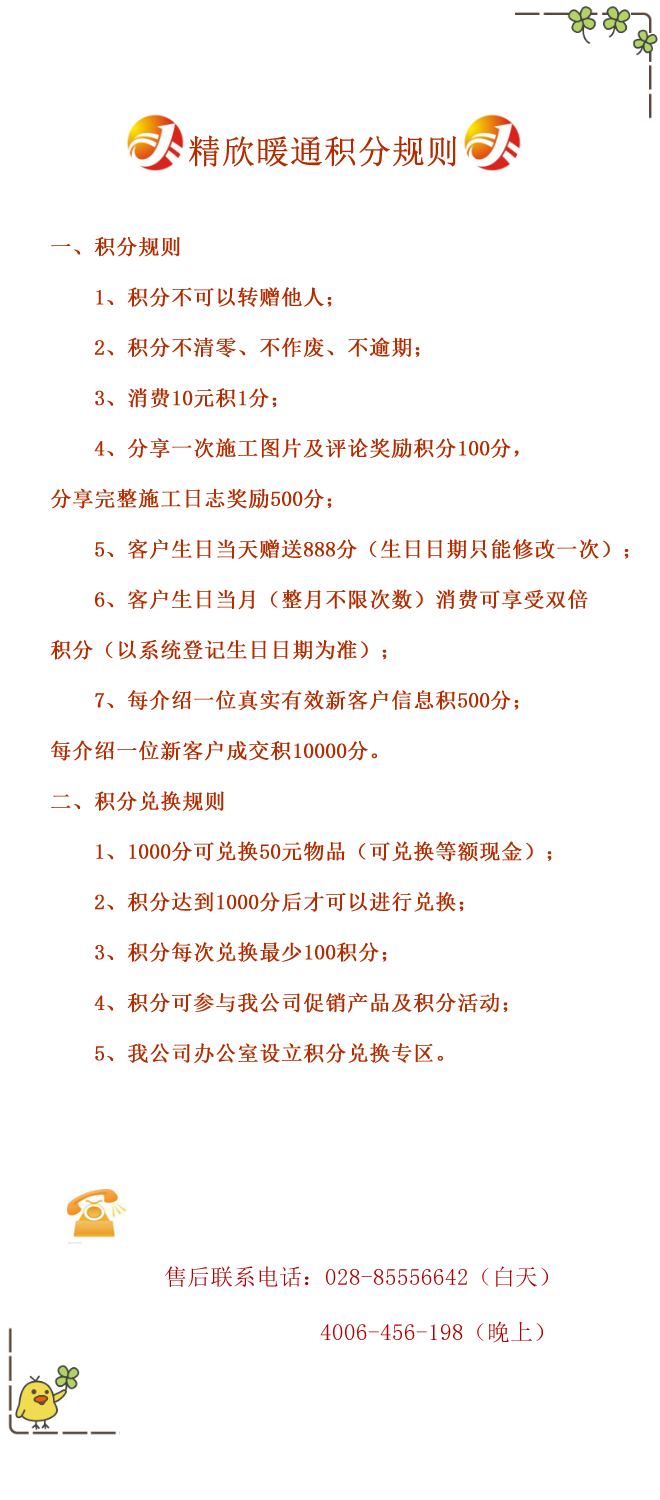 精欣暖通积分规则
一、积分规则
1、积分不可以转赠他人；
2、积分不清零、不作废、不逾期；
3、消费10元积1分；
4、分享一次施工图片及评论奖励积分100分，
分享完整施工日志奖励500分；
5、客户生日当天赠送888分（生日日期只能修改一次）；
6、客户生日当月（整月不限次数）消费可享受双倍
积分（以系统登记生日日期为准）；
7、每介绍一位真实有效新客户信息积500分；
每介绍一位新客户成交积10000分。
二、积分兑换规则
1、1000分可兑换50元物品（可兑换等额现金）；
2、积分达到1000分后才可以进行兑换；
3、积分每次兑换最少100积分；
4、积分可参与我公司促销产品及积分活动；
5、我公司办公室设立积分兑换专区。
售后联系电话：028-85556642（白天）
4006-456-198（晚上）